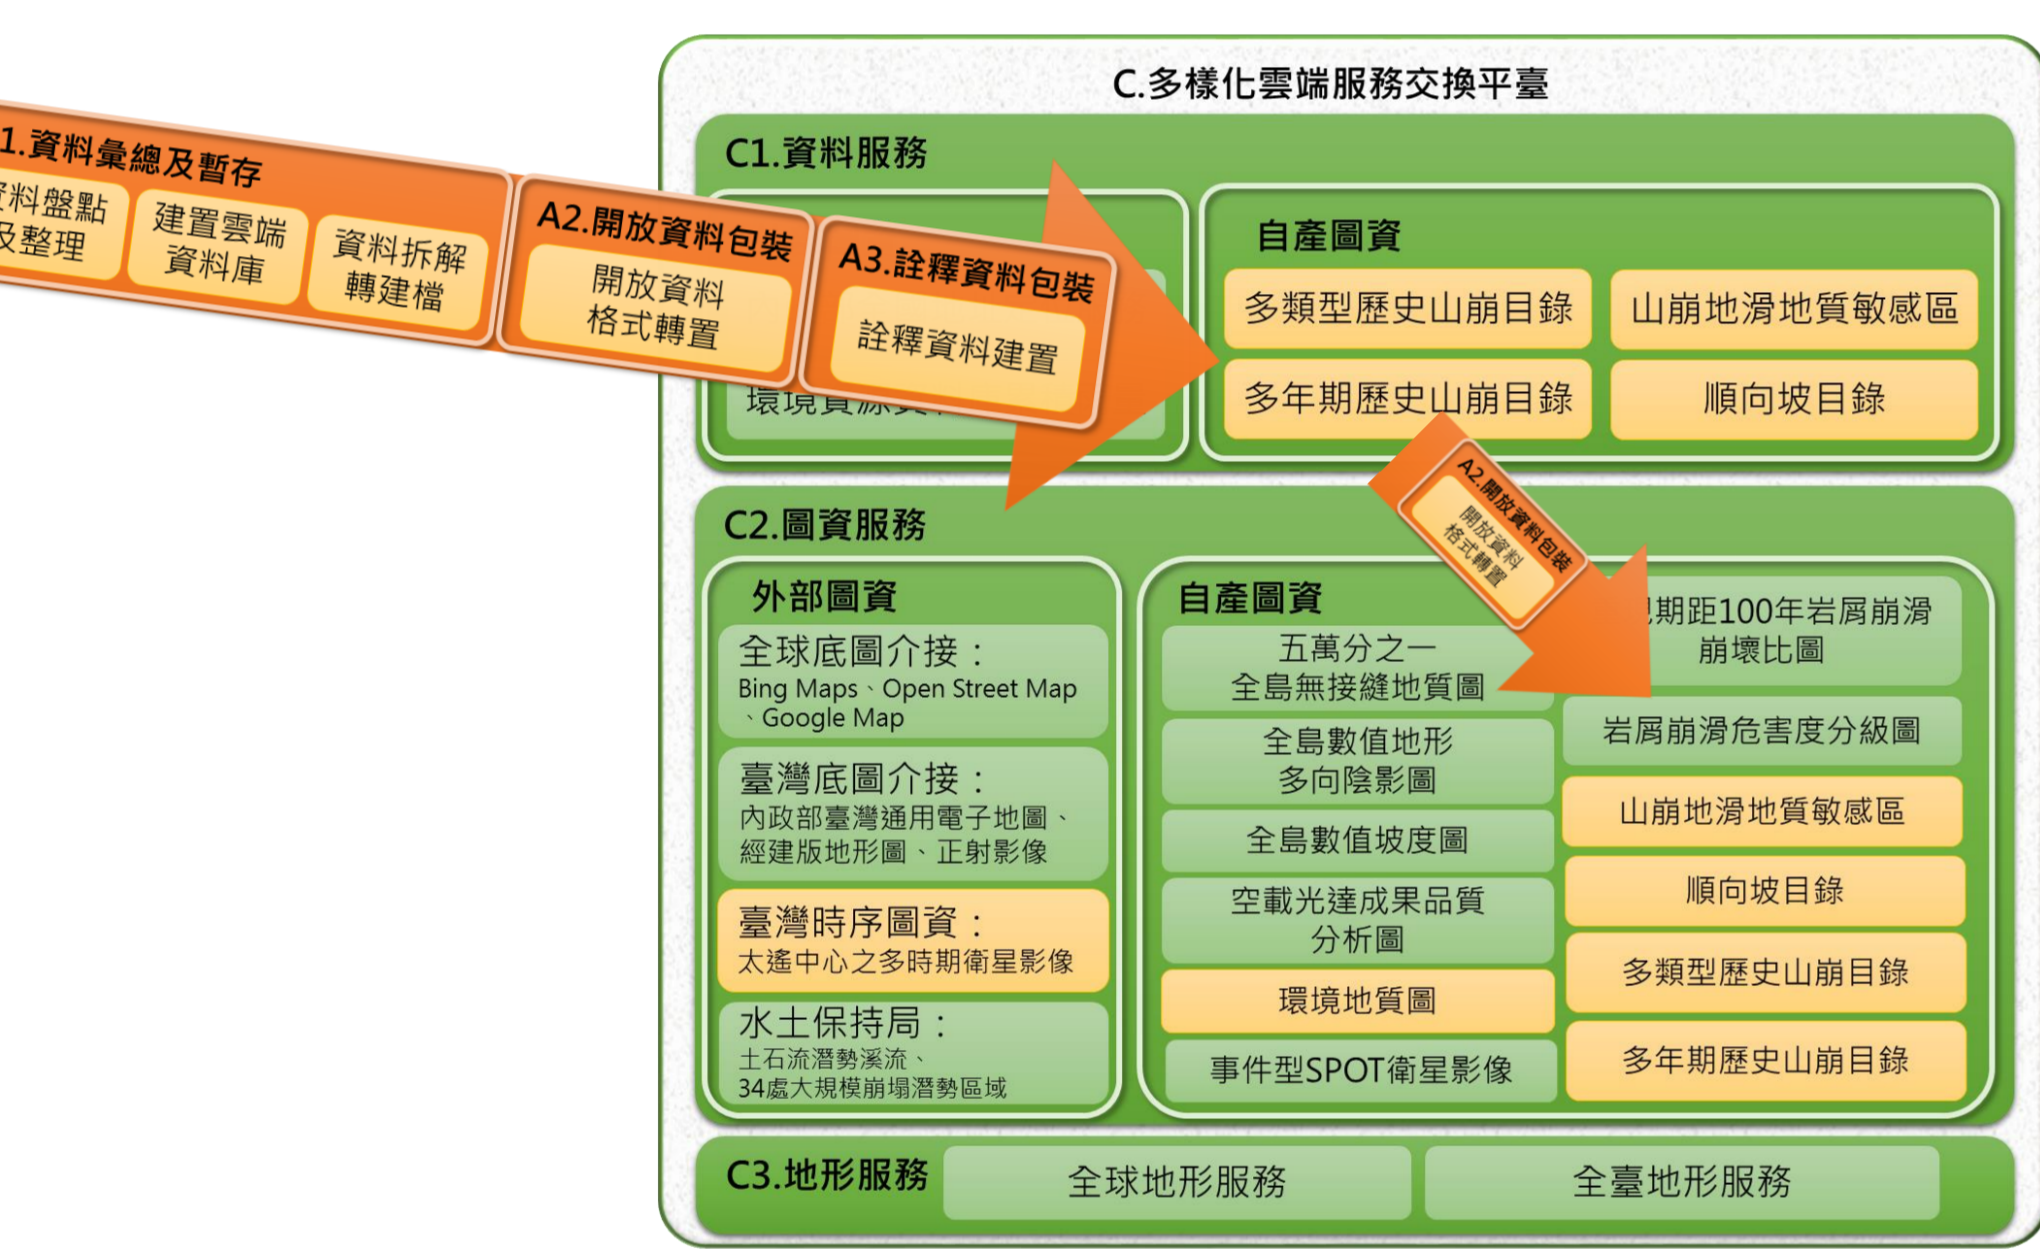 C.多樣化雲端服務交換平臺
1.資料彙總及暫存
料盤點
及整理
建置雲端
資料庫
資料拆解
轉建檔
A2.開放資料包裝
開放資料
格式轉置
A3.詮釋資料包裝
詮釋資料建置
C1.資料服務
環境資源
自產圖資
多類型歷史山崩目錄
山崩地滑地質敏感區
多年期歷史山崩目錄
順向坡目錄
A2.開放資料包裝
開放資料
格式轉置
C2.圖資服務
外部圖資
全球底圖介接：
Bing Maps、Open Street Map
、Google Map
臺灣底圖介接：
內政部臺灣通用電子地圖、
經建版地形圖、正射影像
臺灣時序圖資：
太遙中心之多時期衛星影像
水土保持局：
土石流潛勢溪流、
34處大規模崩塌潛勢區域
自產圖資
五萬分之一
全島無接縫地質圖
全島數值地形
多向陰影圖
全島數值坡度圖
空載光達成果品質
分析圖
環境地質圖
事件型SPOT衛星影像
期距100年岩屑崩滑
崩壞比圖
岩屑崩滑危害度分級圖
山崩地滑地質敏感區
順向坡目錄
多類型歷史山崩目錄
多年期歷史山崩目錄
C3.地形服務
全球地形服務
全臺地形服務